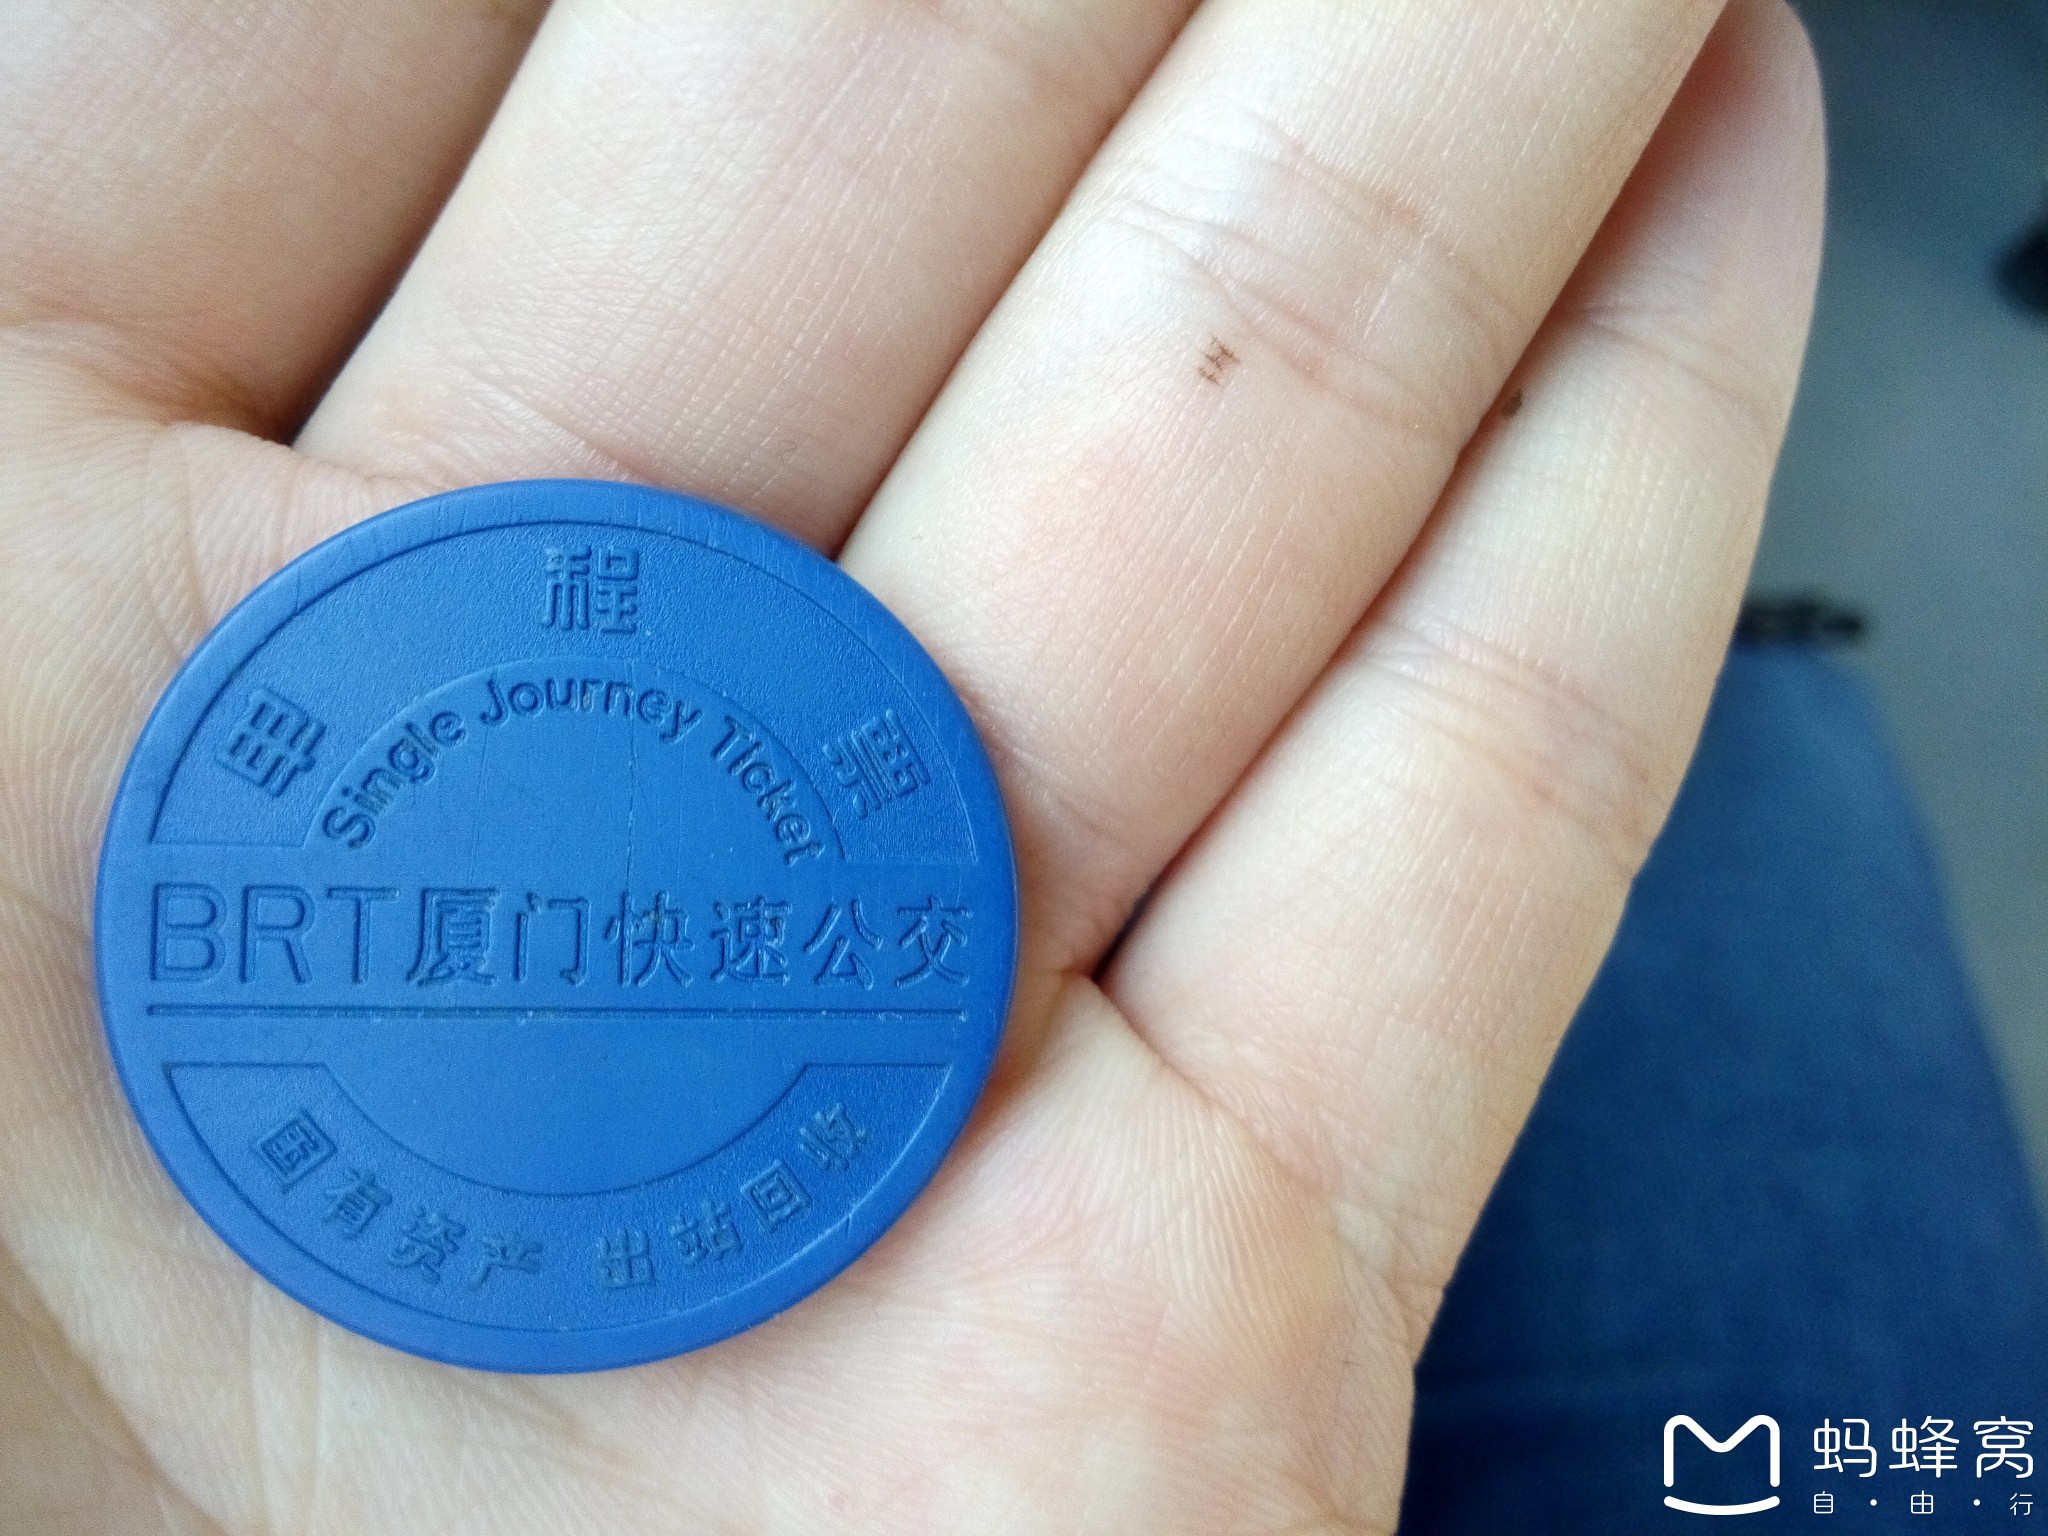 单程票
Single Journey Ticket
BRT厦门快速公交
国有资产 出站回收
蚂蜂窝
自·由·行